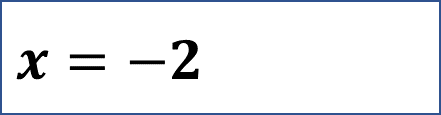 x = −2